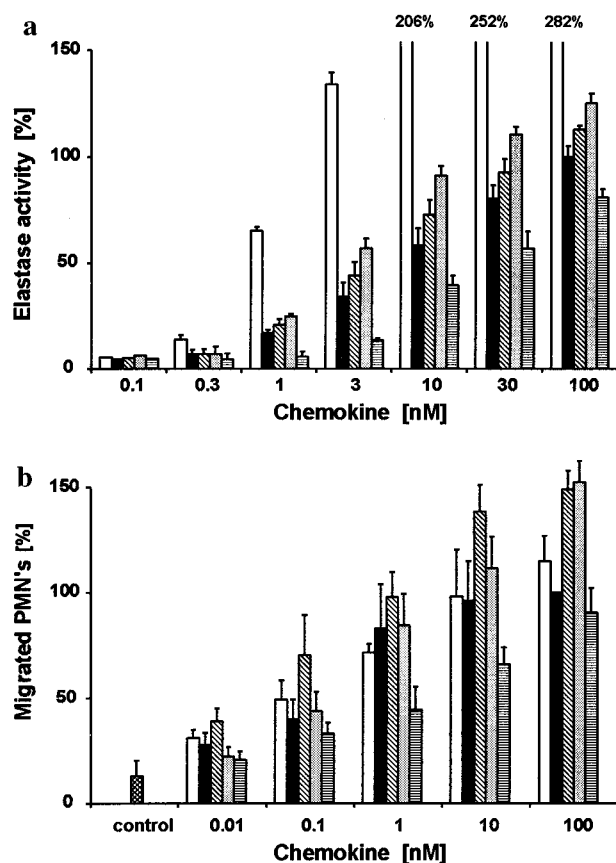 a
206% 252% 282%
150
100
50
0
Elastase activity [%]
0.1 0.3 1 3 10 30 100
Chemokine [nM]
b
150
100
50
0
Migrated PMN's [%]
control 0.01 0.1 1 10 100
Chemokine [nM]